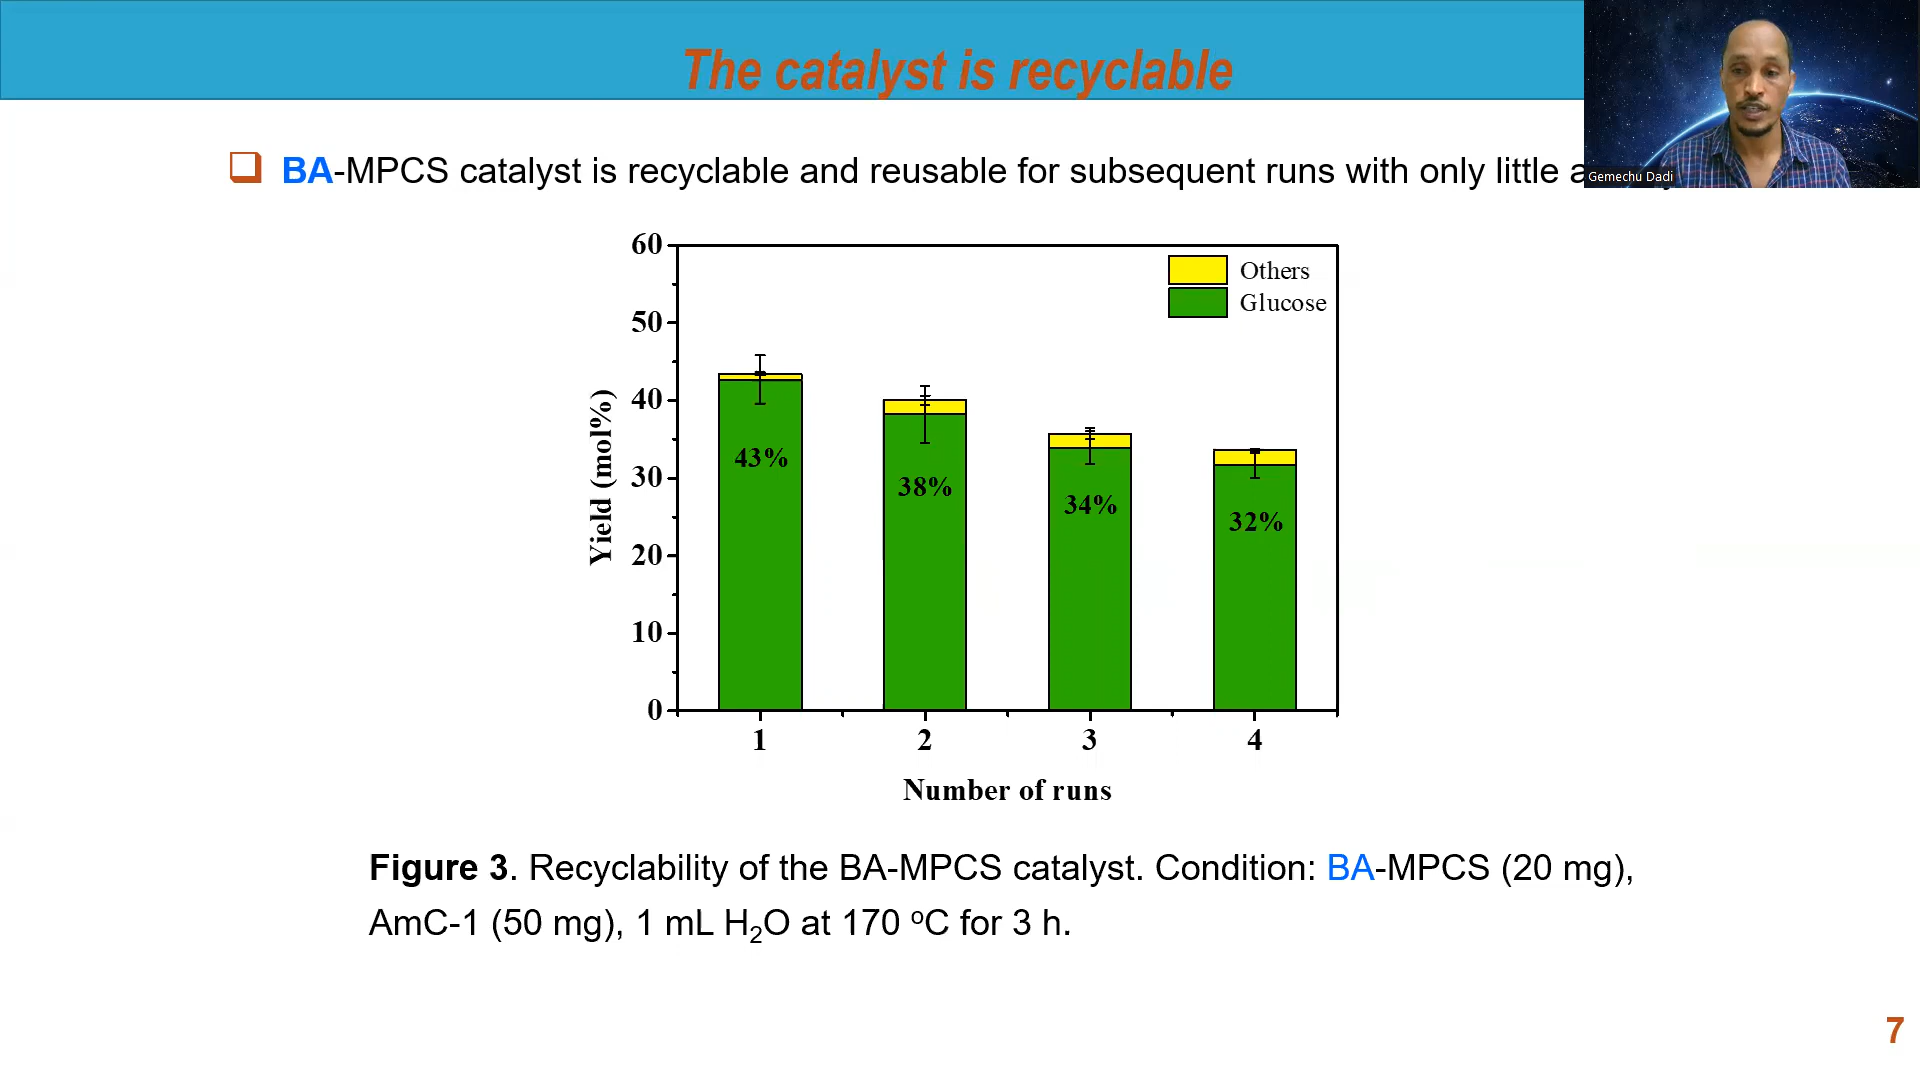 The catalyst is recyclable
Gemechu Dadi
BA-MPCS catalyst is recyclable and reusable for subsequent runs with only little
60
50
40
30
20
10
0
Yield (mol%)
Others
Glucose
43%
38%
34%
32%
1
2
3
4
Number of runs
Figure 3. Recyclability of the BA-MPCS catalyst. Condition: BA-MPCS (20 mg),
AmC-1 (50 mg), 1 mL H₂O at 170 ºC for 3 h.
7